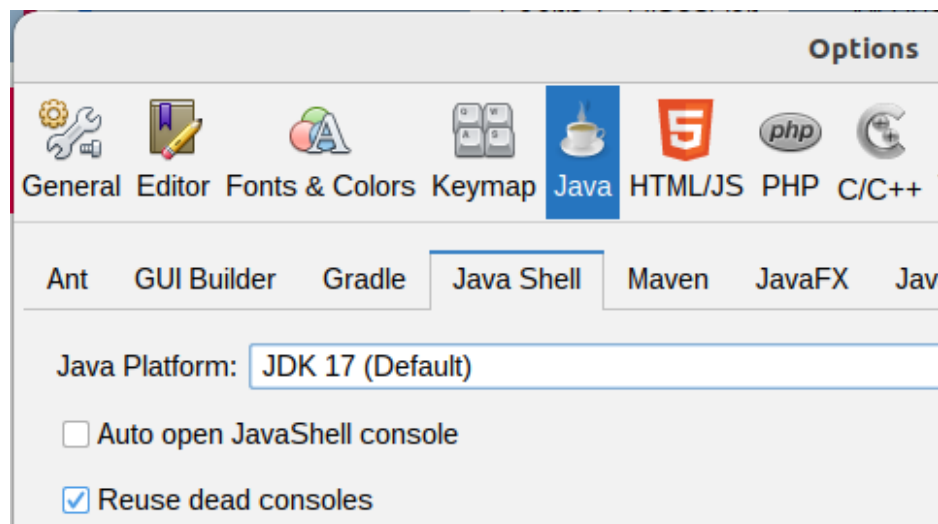 Options
General Editor Fonts & Colors Keymap Java HTML/JS PHP C/C++
Ant GUI Builder Gradle Java Shell Maven JavaFX Jav
Java Platform: JDK 17 (Default)
Auto open JavaShell console
Reuse dead consoles